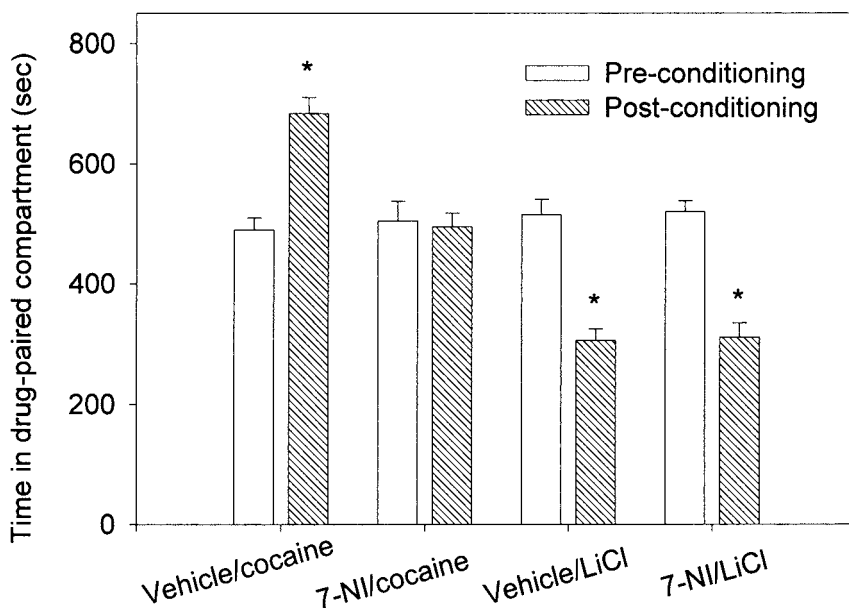 Time in drug-paired compartment (sec)
800
600
400
200
0
Pre-conditioning
Post-conditioning
*
*
*
Vehicle/cocaine
7-NI/cocaine
Vehicle/LiCl
7-NI/LiCl